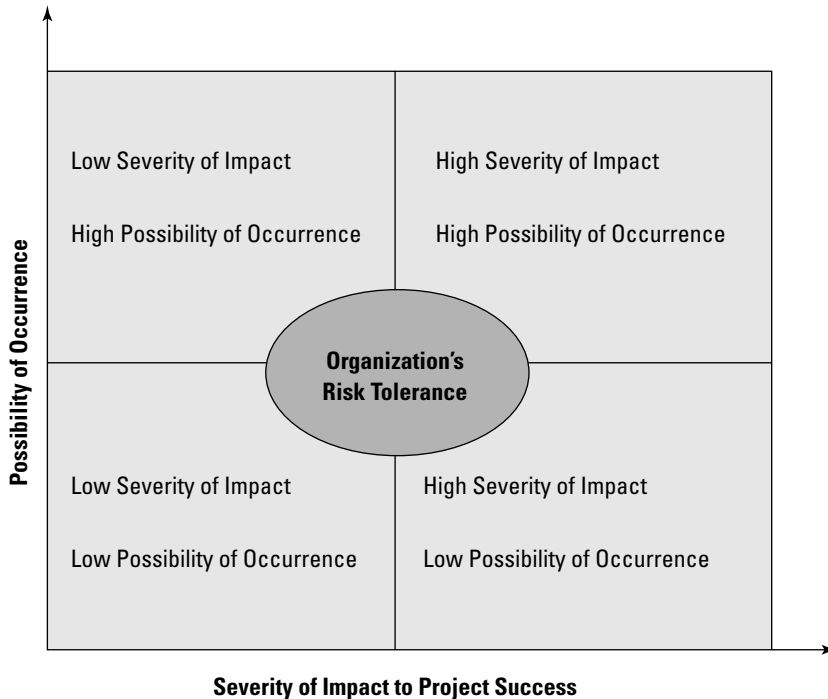 Low Severity of Impact
High Possibility of Occurrence
High Severity of Impact
High Possibility of Occurrence
Possibility of Occurrence
Organization's
Risk Tolerance
Low Severity of Impact
Low Possibility of Occurrence
High Severity of Impact
Low Possibility of Occurrence
Severity of Impact to Project Success